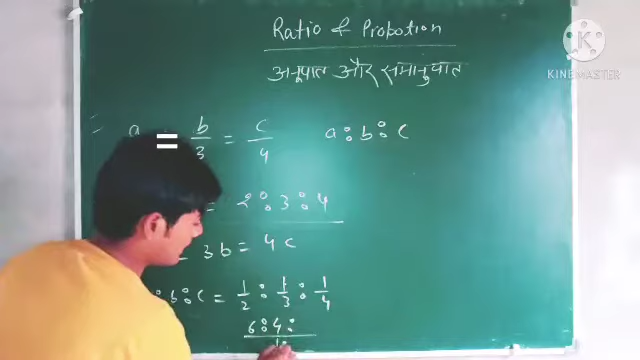 Ratio & Probotion
KINEMASTER
अनुपात और समानुपात
a = b/3 = c/4 a:b:c
= 2:3:4
3b = 4c
:b:c = 1/2 : 1/3 : 1/4
6:4: